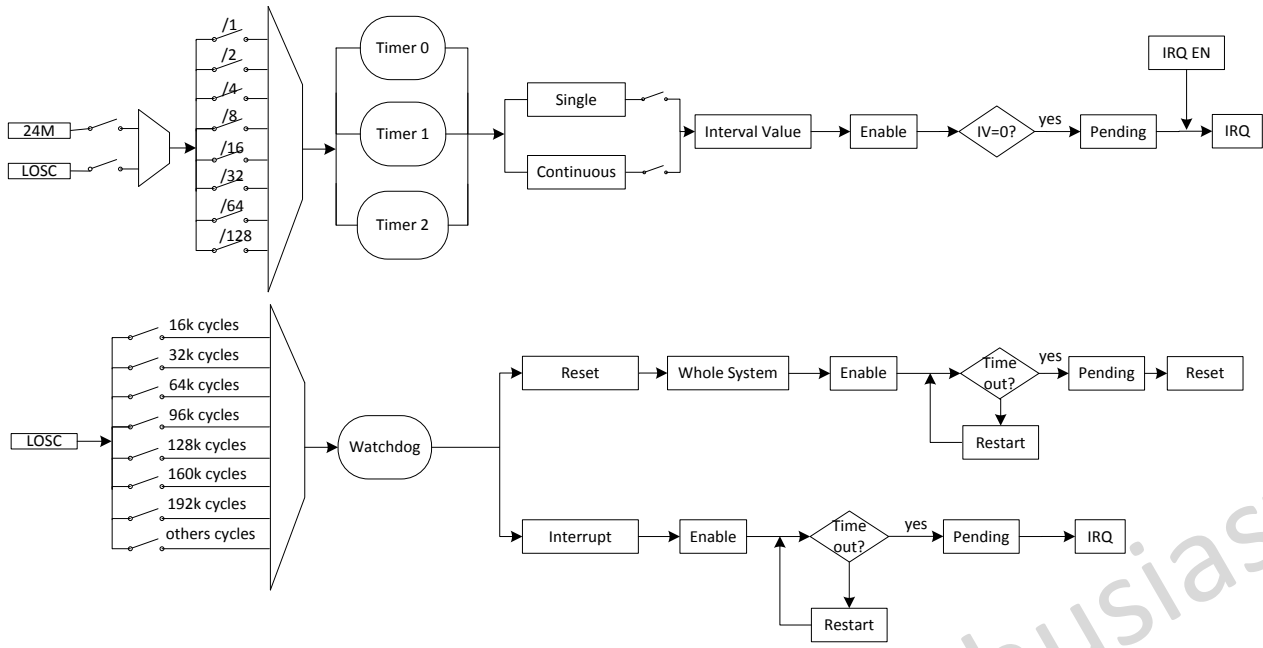 /1
/2
/4
/8
/16
/32
/64
/128
24M
LOSC
Timer 0
Timer 1
Timer 2
Single
Continuous
Interval Value
Enable
IV=0?
yes
Pending
IRQ EN
IRQ
LOSC
16k cycles
32k cycles
64k cycles
96k cycles
128k cycles
160k cycles
192k cycles
others cycles
Watchdog
Reset
Whole System
Enable
Time
out?
yes
Pending
Reset
Restart
Interrupt
Enable
Time
out?
yes
Pending
IRQ
Restart